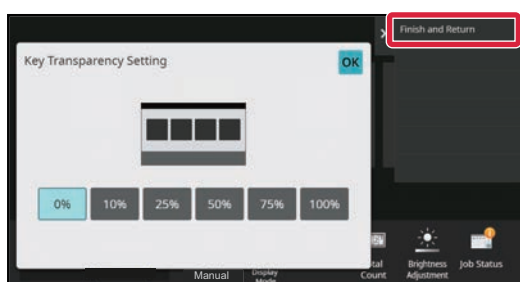 Finish and Return
Key Transparency Setting
OK
0% 10% 25% 50% 75% 100%
Manual
Display
Mode
Count
Brightness
Adjustment
Job Status